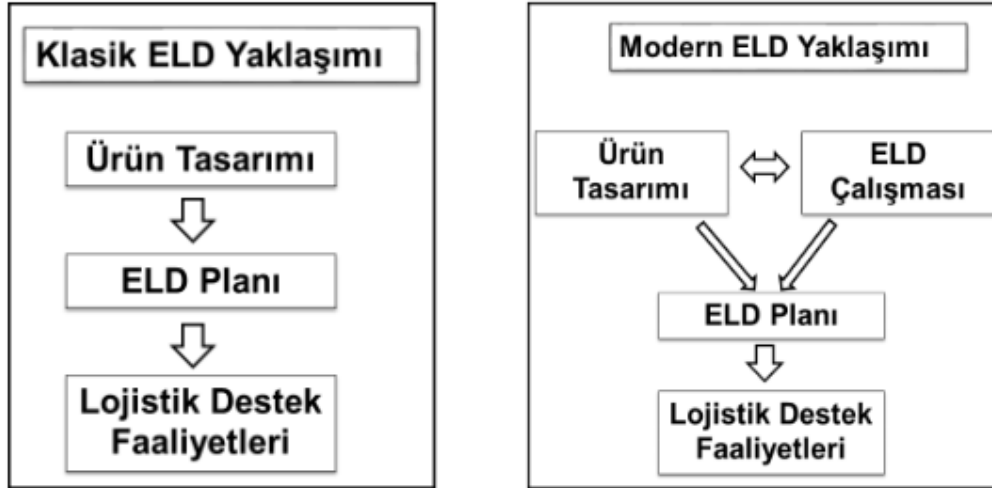 Klasik ELD Yaklaşımı
Ürün Tasarımı
ELD Planı
Lojistik Destek
Faaliyetleri
Modern ELD Yaklaşımı
Ürün
Tasarımı
ELD
Çalışması
ELD Planı
Lojistik Destek
Faaliyetleri